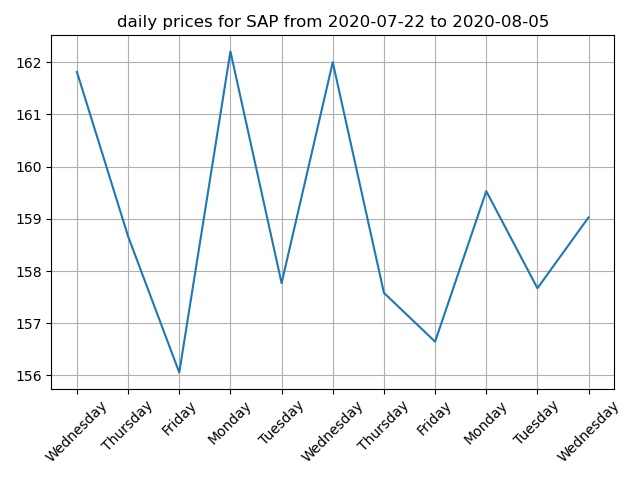 daily prices for SAP from 2020-07-22 to 2020-08-05
162
161
160
159
158
157
156
Wednesday
Thursday
Friday
Monday
Tuesday
Wednesday
Thursday
Friday
Monday
Tuesday
Wednesday